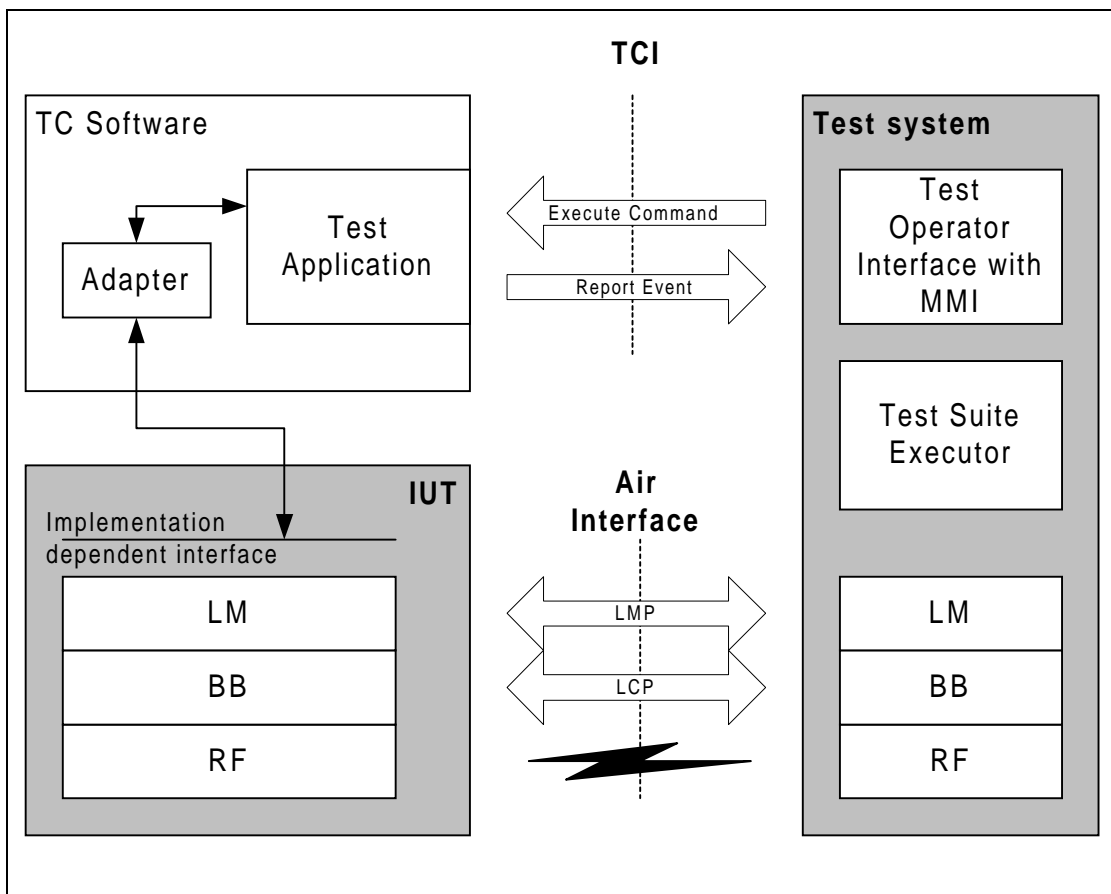 TCI
TC Software
Test
Application
Adapter
Execute Command
Report Event
Test system
Test
Operator
Interface with
MMI
Test Suite
Executor
IUT
Implementation
dependent interface
LM
BB
RF
Air
Interface
LMP
LCP
LM
BB
RF